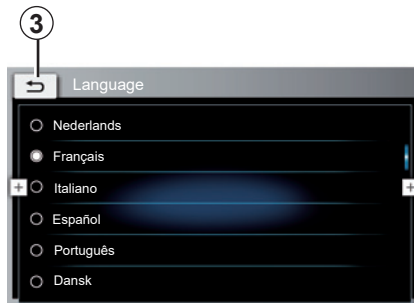 3
Language
Nederlands
Français
Italiano
Español
Português
Dansk